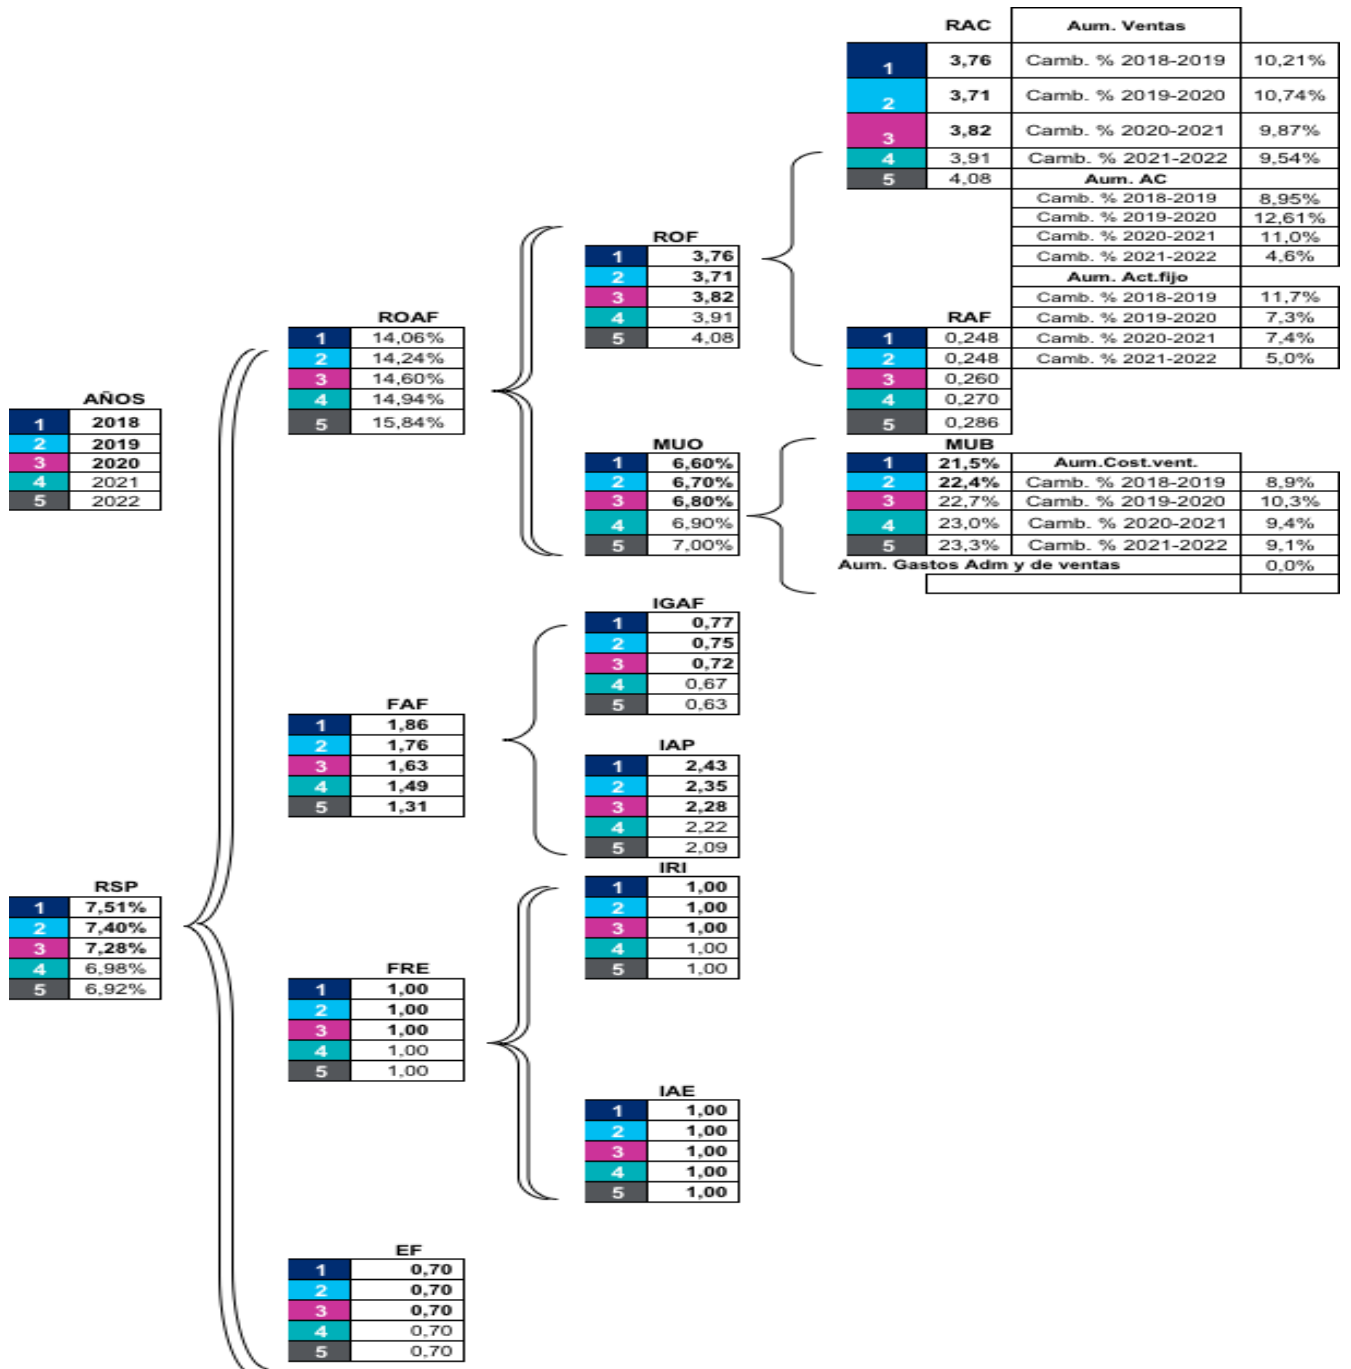 AÑOS
1 2018
2 2019
3 2020
4 2021
5 2022
RSP
1 7,51%
2 7,40%
3 7,28%
4 6,98%
5 6,92%
ROAF
1 14,06%
2 14,24%
3 14,60%
4 14,94%
5 15,84%
FAF
1 1,86
2 1,76
3 1,63
4 1,49
5 1,31
FRE
1 1,00
2 1,00
3 1,00
4 1,00
5 1,00
EF
1 0,70
2 0,70
3 0,70
4 0,70
5 0,70
ROF
1 3,76
2 3,71
3 3,82
4 3,91
5 4,08
MUO
1 6,60%
2 6,70%
3 6,80%
4 6,90%
5 7,00%
IGAF
1 0,77
2 0,75
3 0,72
4 0,67
5 0,63
IAP
1 2,43
2 2,35
3 2,28
4 2,22
5 2,09
IRI
1 1,00
2 1,00
3 1,00
4 1,00
5 1,00
IAE
1 1,00
2 1,00
3 1,00
4 1,00
5 1,00
RAC Aum. Ventas
1 3,76 Camb. % 2018-2019 10,21%
2 3,71 Camb. % 2019-2020 10,74%
3 3,82 Camb. % 2020-2021 9,87%
4 3,91 Camb. % 2021-2022 9,54%
5 4,08 Aum. AC
Camb. % 2018-2019 8,95%
Camb. % 2019-2020 12,61%
Camb. % 2020-2021 11,0%
Camb. % 2021-2022 4,6%
Aum. Act.fijo
Camb. % 2018-2019 11,7%
RAF Camb. % 2019-2020 7,3%
1 0,248 Camb. % 2020-2021 7,4%
2 0,248 Camb. % 2021-2022 5,0%
3 0,260
4 0,270
5 0,286
MUB
1 21,5% Aum.Cost.vent.
2 22,4% Camb. % 2018-2019 8,9%
3 22,7% Camb. % 2019-2020 10,3%
4 23,0% Camb. % 2020-2021 9,4%
5 23,3% Camb. % 2021-2022 9,1%
Aum. Gastos Adm y de ventas 0,0%